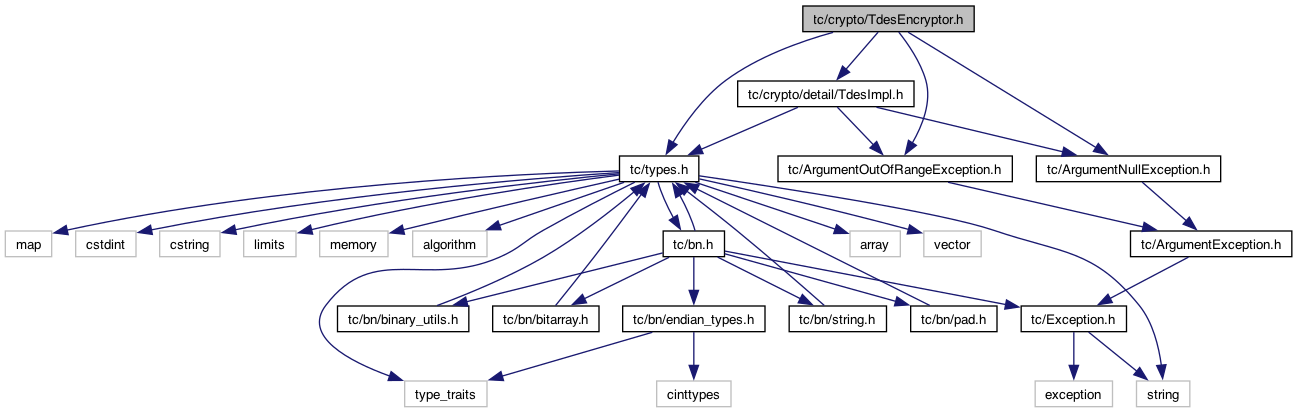 tc/crypto/TdesEncryptor.h
tc/crypto/detail/TdesImpl.h
tc/types.h
tc/ArgumentOutOfRangeException.h
tc/ArgumentNullException.h
map
cstdint
cstring
limits
memory
algorithm
tc/bn.h
array
vector
tc/ArgumentException.h
tc/bn/binary_utils.h
tc/bn/bitarray.h
tc/bn/endian_types.h
tc/bn/string.h
tc/bn/pad.h
tc/Exception.h
type_traits
cinttypes
exception
string